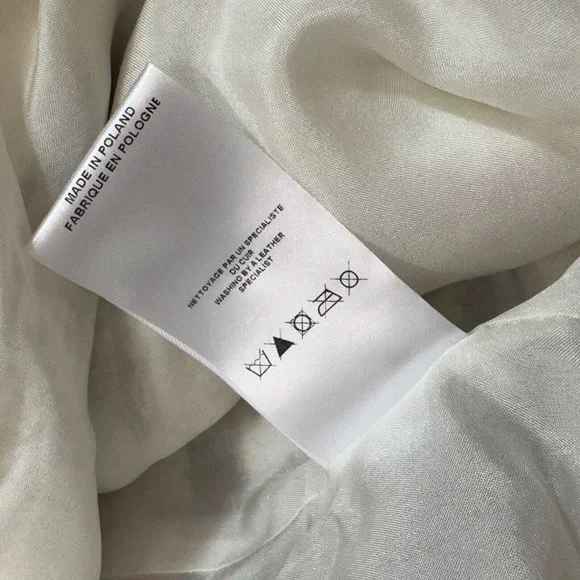 MADE IN POLAND
FABRIQUE EN POLOGNE
NETTOYAGE PAR UN SPECIALISTE
DU CUIR
WASHING BY A LEATHER
SPECIALIST